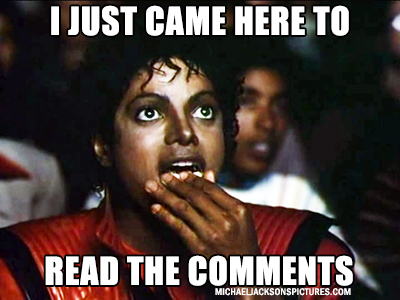 I JUST CAME HERE TO
READ THE COMMENTS
MICHAELJACKSONSPICTURES.COM